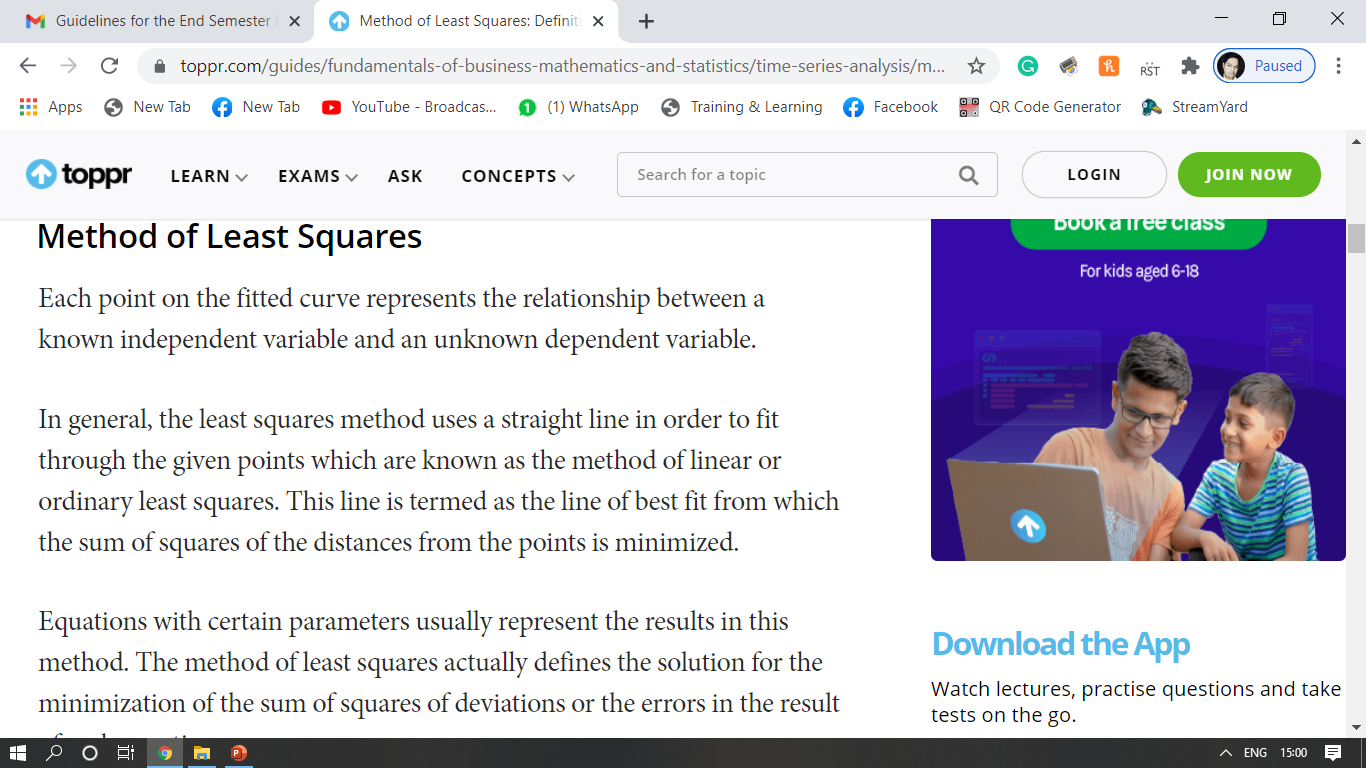 Guidelines for the End Semester
Method of Least Squares: Definiti
toppr.com/guides/fundamentals-of-business-mathematics-and-statistics/time-series-analysis/m...
RST
Paused
Apps
New Tab
New Tab
YouTube - Broadcas...
1
(1) WhatsApp
Training & Learning
Facebook
QR Code Generator
StreamYard
toppr
LEARN
EXAMS
ASK
CONCEPTS
Search for a topic
LOGIN
JOIN NOW
Method of Least Squares
Each point on the fitted curve represents the relationship between a
known independent variable and an unknown dependent variable.
In general, the least squares method uses a straight line in order to fit
through the given points which are known as the method of linear or
ordinary least squares. This line is termed as the line of best fit from which
the sum of squares of the distances from the points is minimized.
Equations with certain parameters usually represent the results in this
method. The method of least squares actually defines the solution for the
minimization of the sum of squares of deviations or the errors in the result
Book a free class
For kids aged 6-18
Download the App
Watch lectures, practise questions and take
tests on the go.
ENG
15:00